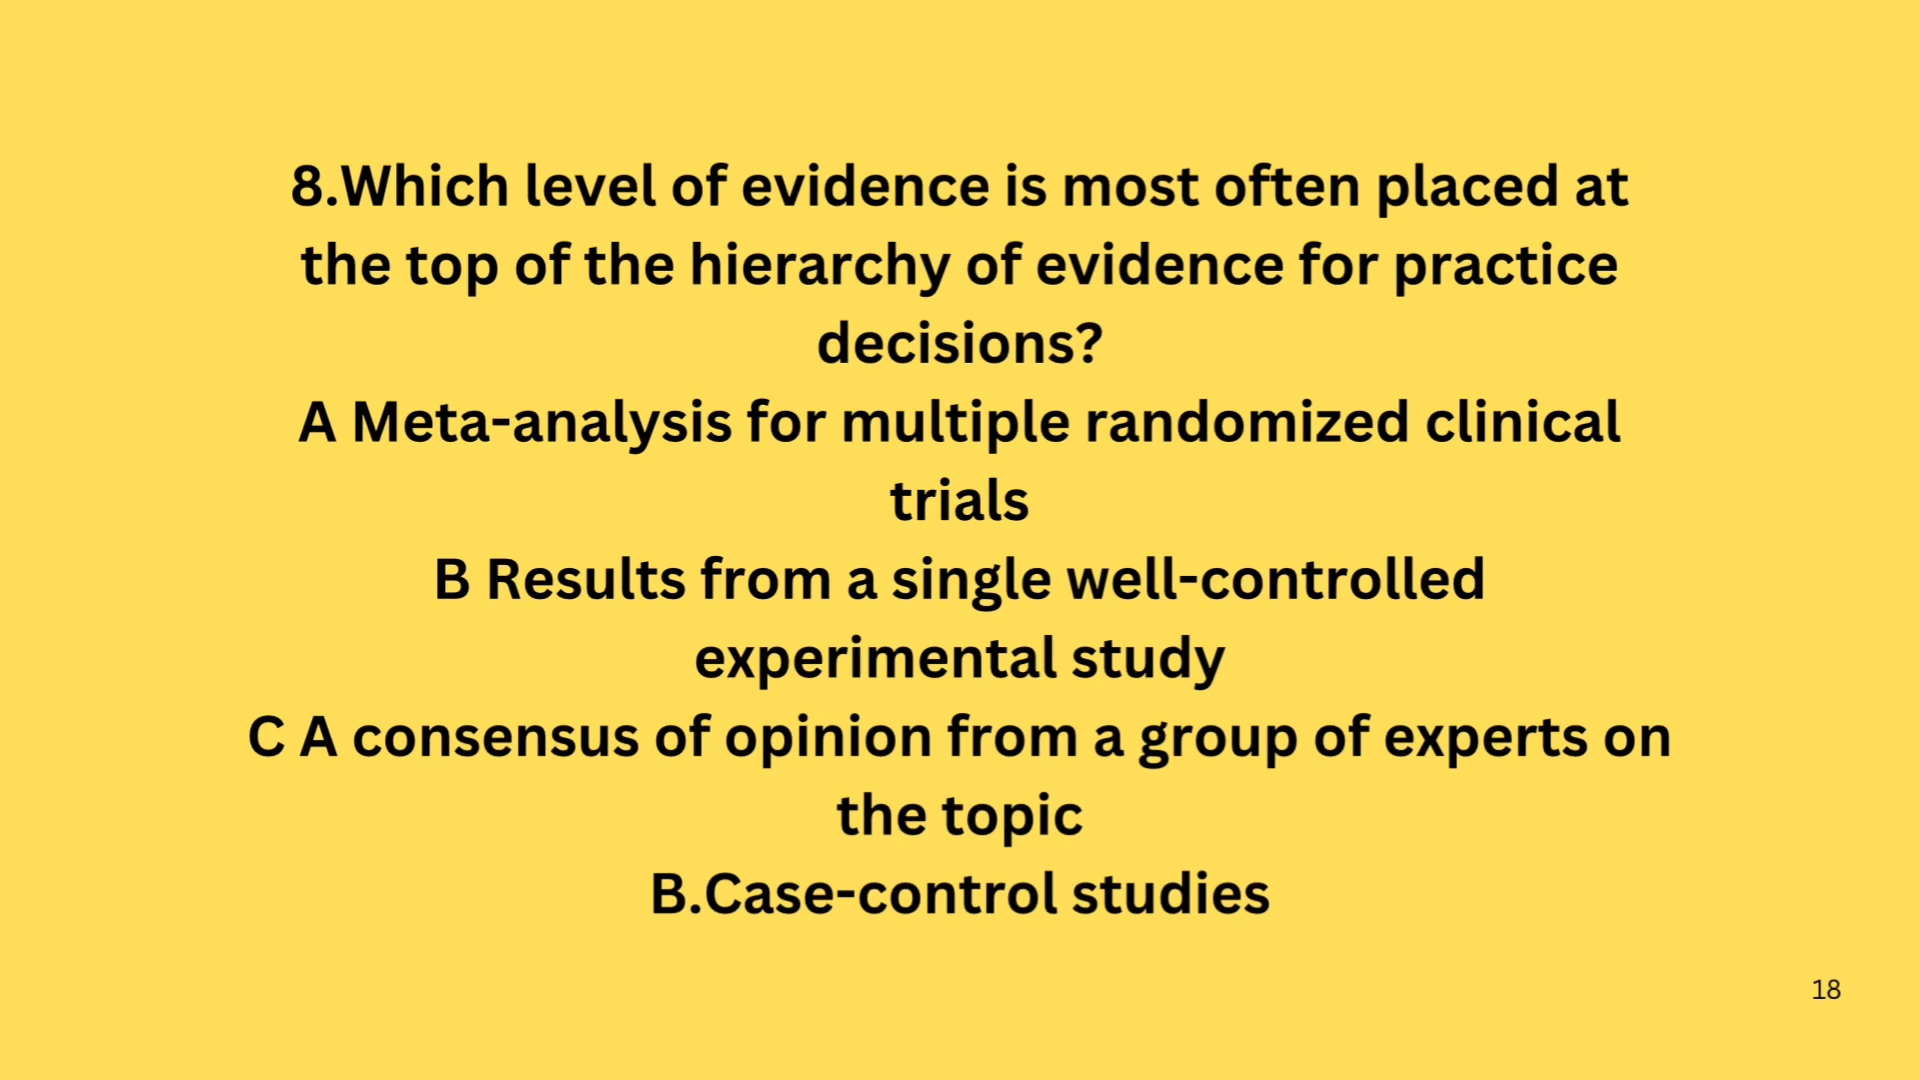 8.Which level of evidence is most often placed at
the top of the hierarchy of evidence for practice
decisions?
A Meta-analysis for multiple randomized clinical
trials
B Results from a single well-controlled
experimental study
C A consensus of opinion from a group of experts on
the topic
B.Case-control studies
18